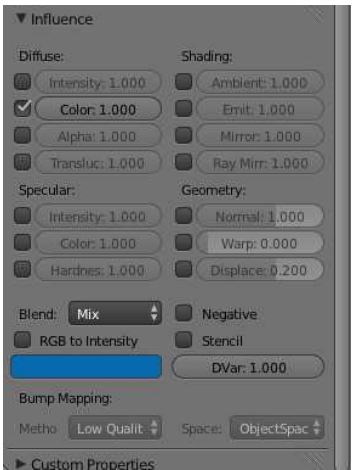 Influence
Diffuse: Shading:
Intensity: 1.000 Ambient: 1.000
Color: 1.000 Emit: 1.000
Alpha: 1.000 Mirror: 1.000
Transluc: 1.000 Ray Mirr: 1.000
Specular: Geometry:
Intensity: 1.000 Normal: 1.000
Color: 1.000 Warp: 0.000
Hardnes: 1.000 Displace: 0.200
Blend: Mix Negative
RGB to Intensity Stencil
DVar: 1.000
Bump Mapping:
Metho Low Qualit Space: ObjectSpac
Custom Properties